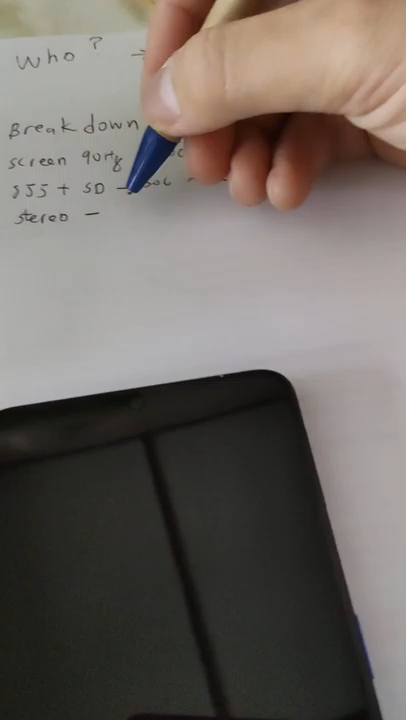 Who? →
Break down
screen 90Hz
855 + SD -
stereo -